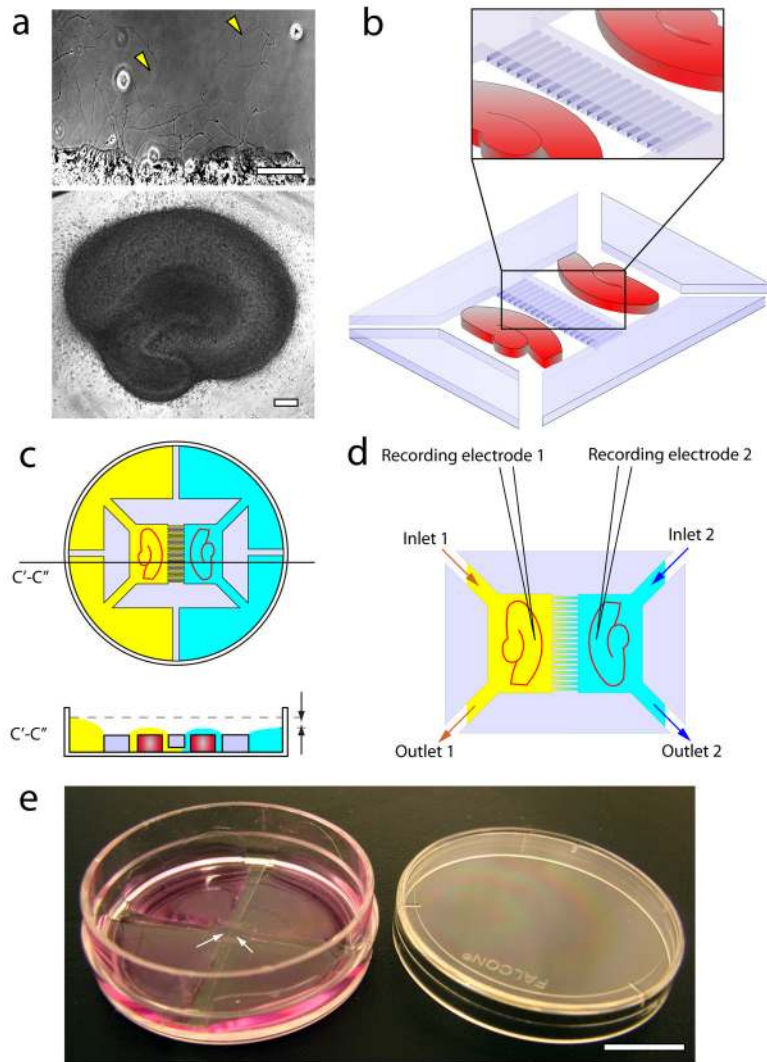 a
b
c
C'-C"
C'-C"
d
Recording electrode 1
Recording electrode 2
Inlet 1
Inlet 2
Outlet 1
Outlet 2
e
FALCON®